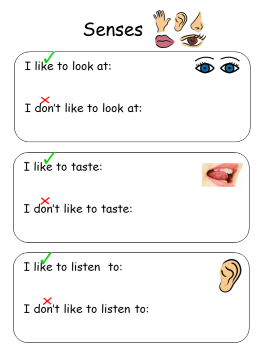 Senses
I like to look at:
I don't like to look at:
I like to taste:
I don't like to taste:
I like to listen to:
I don't like to listen to: